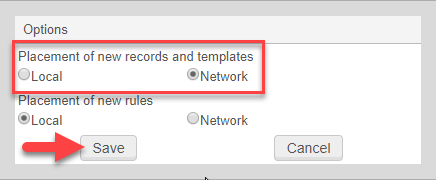 Options
Placement of new records and templates
Local Network
Placement of new rules
Local Network
Save Cancel